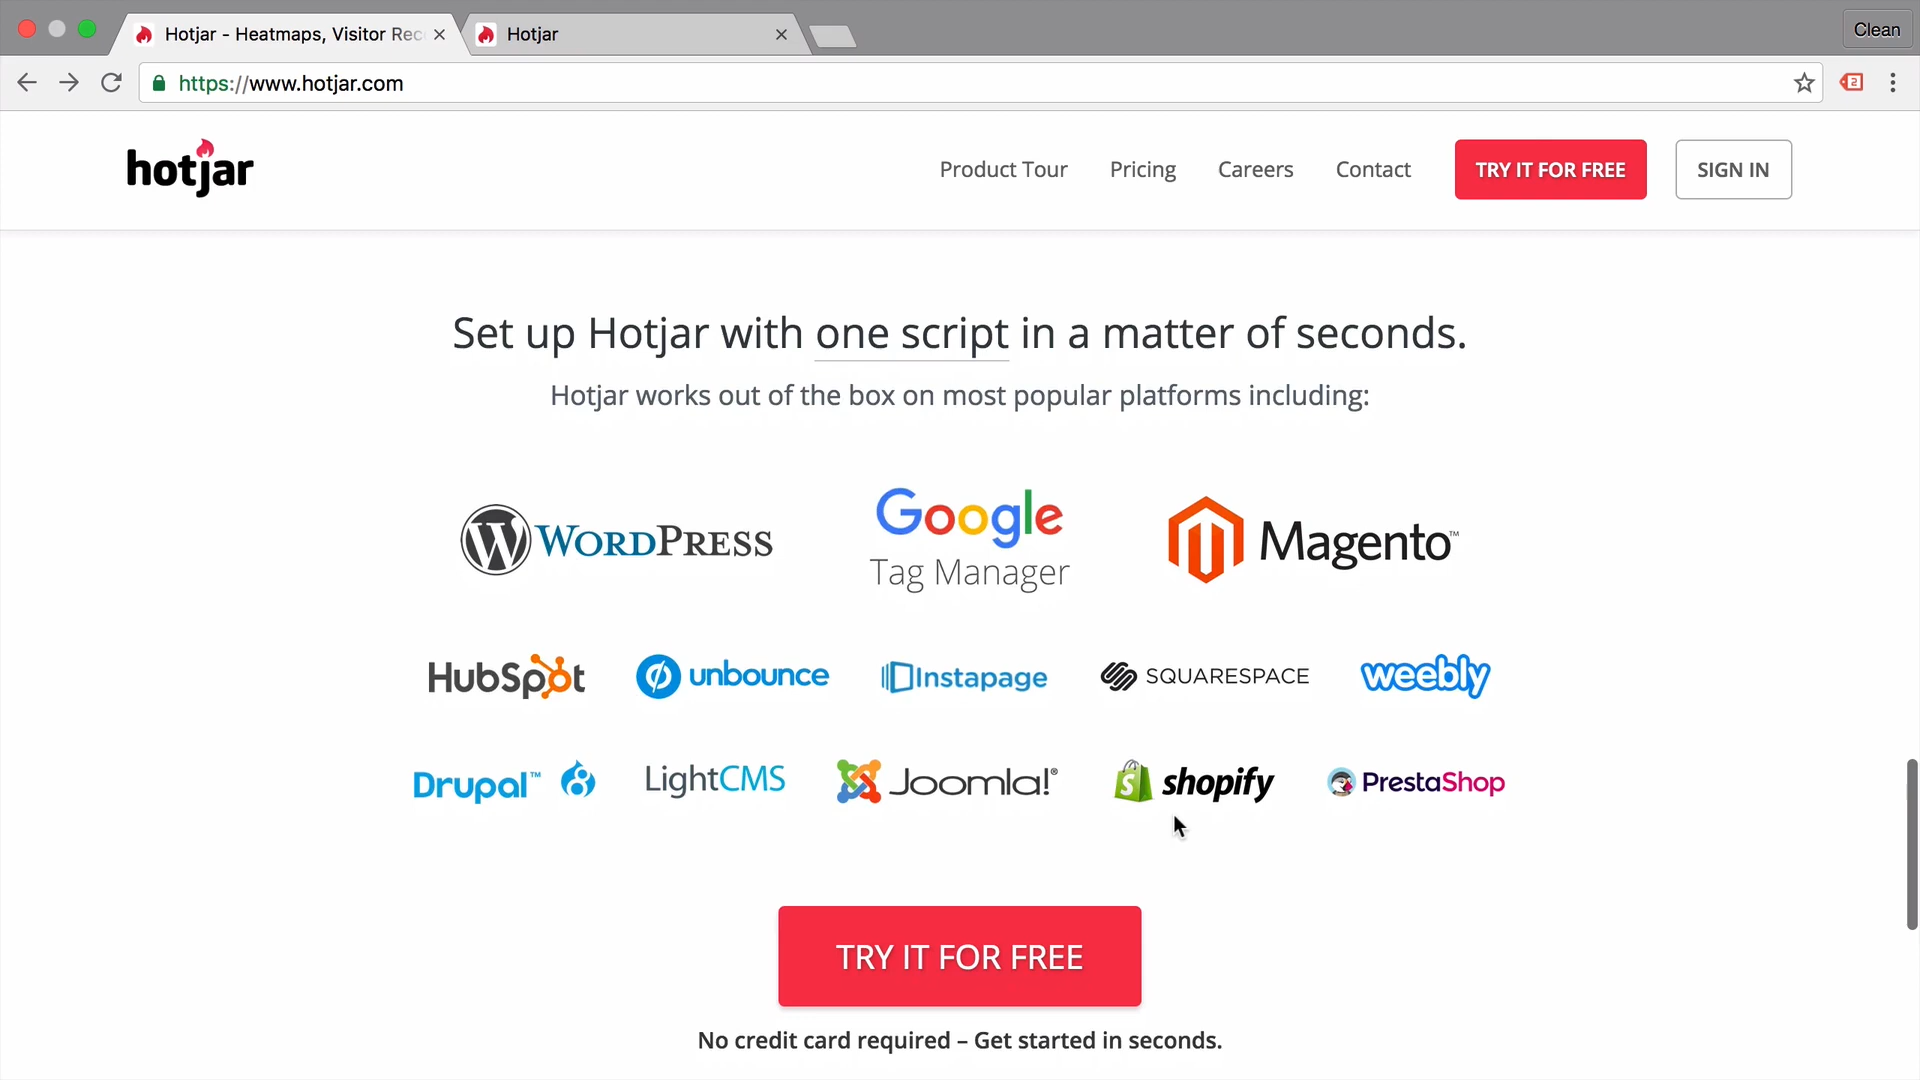 Hotjar - Heatmaps, Visitor Rec
Hotjar
Clean
https://www.hotjar.com
2
hotjar
Product Tour
Pricing
Careers
Contact
TRY IT FOR FREE
SIGN IN
Set up Hotjar with one script in a matter of seconds.
Hotjar works out of the box on most popular platforms including:
WORDPRESS
Google
Tag Manager
Magento™
HubSpot
unbounce
Instapage
SQUARESPACE
weebly
Drupal™
LightCMS
Joomla!®
shopify
PrestaShop
TRY IT FOR FREE
No credit card required – Get started in seconds.